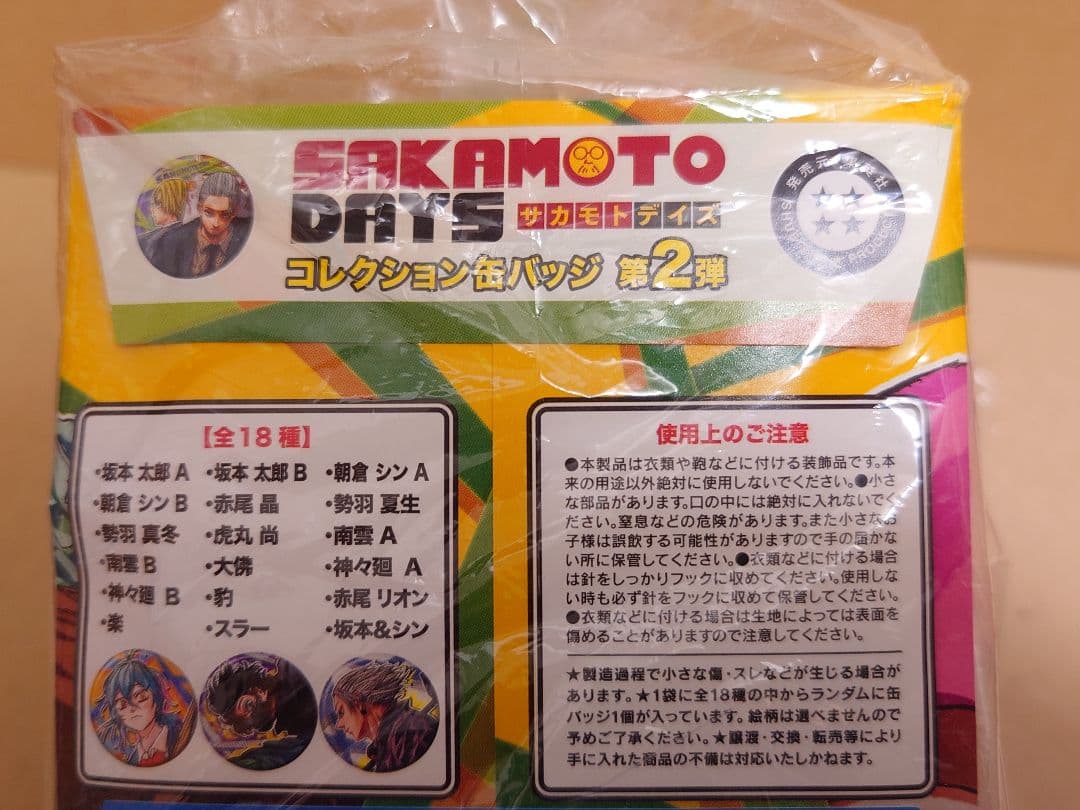 SAKAMOTO
DAYS サカモトデイズ
コレクション缶バッジ 第2弾
発売元
【全18種】
・坂本 太郎 A ・坂本 太郎 B ・朝倉 シン A
・朝倉 シン B ・赤尾 晶 ・勢羽 夏生
・勢羽 真冬 ・虎丸 尚 ・南雲 A
・南雲 B ・大佛 ・神々廻 A
・神々廻 B ・豹 ・赤尾 リオン
・楽 ・スラー ・坂本&シン
使用上のご注意
●本製品は衣類や鞄などに付ける装飾品です。本
来の用途以外絶対に使用しないでください。●小さ
な部品があります。口の中には絶対に入れないでく
ださい。窒息などの危険があります。また小さなお
子様は誤飲する可能性がありますので手の届かな
い所に保管してください。●衣類などに付ける場合
は針をしっかりフックに収めてください。使用しな
い時も必ず針をフックに収めて保管してください。
●衣類などに付ける場合は生地によっては表面を
傷めることがありますので注意してください。
★製造過程で小さな傷・スレなどが生じる場合が
あります。★1袋に全18種の中からランダムに缶
バッジ1個が入っています。絵柄は選べませんので
予めご了承ください。★譲渡・交換・転売等により
手に入れた商品の不備は対応いたしかねます。